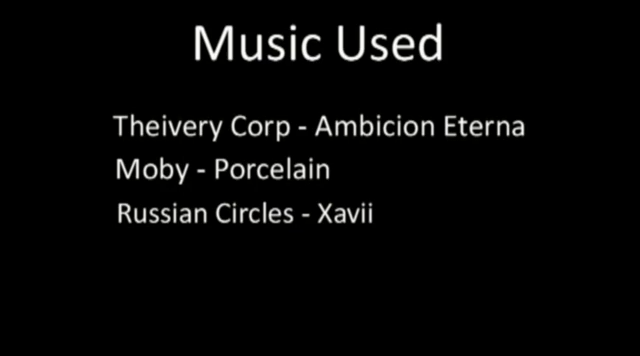 Music Used
Theivery Corp - Ambicion Eterna
Moby - Porcelain
Russian Circles - Xavii